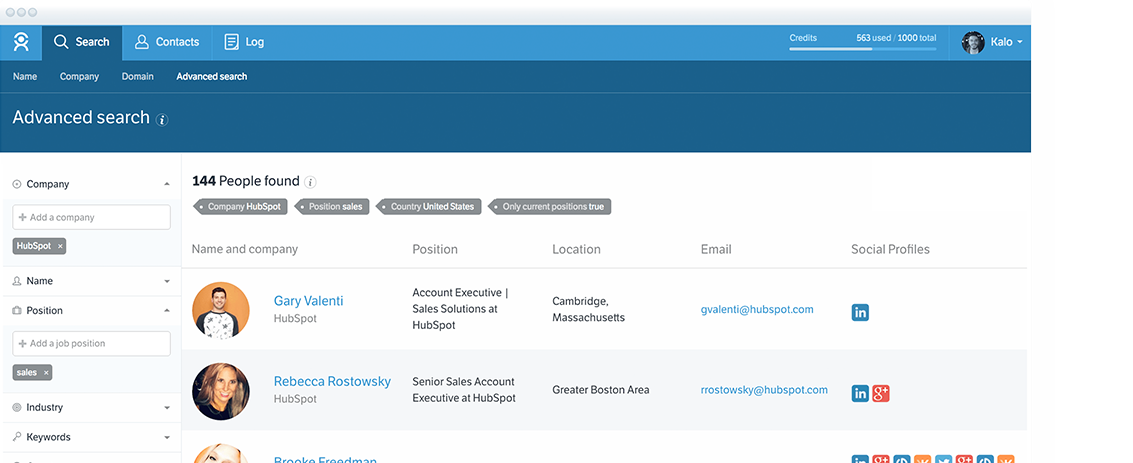 Search
Contacts
Log
Credits 563 used / 1000 total
Kalo
Name Company Domain Advanced search
Advanced search i
Company
+ Add a company
HubSpot ×
Name
Position
+ Add a job position
sales ×
Industry
Keywords
144 People found i
Company HubSpot
Position sales
Country United States
Only current positions true
Name and company Position Location Email Social Profiles
Gary Valenti
HubSpot
Account Executive |
Sales Solutions at
HubSpot
Cambridge,
Massachusetts
gvalenti@hubspot.com
in
Rebecca Rostowsky
HubSpot
Senior Sales Account
Executive at HubSpot
Greater Boston Area
rrostowsky@hubspot.com
in g+
Brooke Freedman